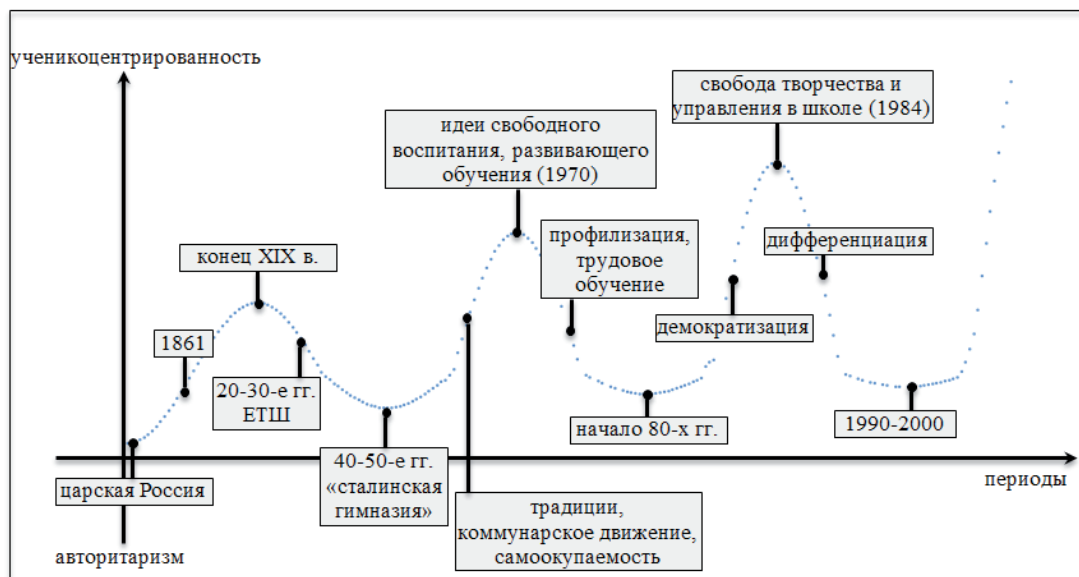 ученикоцентрированность
свобода творчества и
управления в школе (1984)
идеи свободного
воспитания, развивающего
обучения (1970)
профилизация,
трудовое
обучение
дифференциация
конец XIX в.
1861
демократизация
20-30-е гг.
ЕТШ
начало 80-х гг.
1990-2000
40-50-е гг.
«сталинская
гимназия»
периоды
царская Россия
традиции,
коммунарское движение,
самоокупаемость
авторитаризм